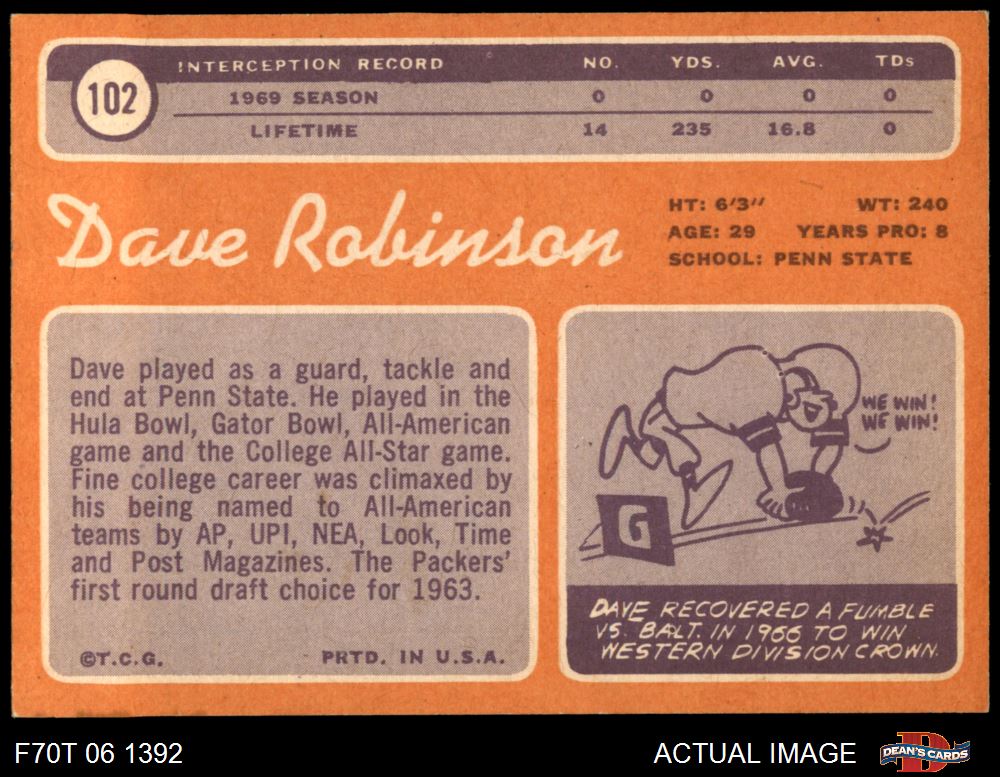 102
INTERCEPTION RECORD NO. YDS. AVG. TDs
1969 SEASON 0 0 0 0
LIFETIME 14 235 16.8 0
Dave Robinson
HT: 6'3" WT: 240
AGE: 29 YEARS PRO: 8
SCHOOL: PENN STATE
Dave played as a guard, tackle and
end at Penn State. He played in the
Hula Bowl, Gator Bowl, All-American
game and the College All-Star game.
Fine college career was climaxed by
his being named to All-American
teams by AP, UPI, NEA, Look, Time
and Post Magazines. The Packers'
first round draft choice for 1963.
©T.C.G. PRTD. IN U.S.A.
WE WIN!
WE WIN!
G
DAVE RECOVERED A FUMBLE
VS. BALT. IN 1966 TO WIN
WESTERN DIVISION CROWN.
F70T 06 1392 ACTUAL IMAGE
D
DEAN'S CARDS